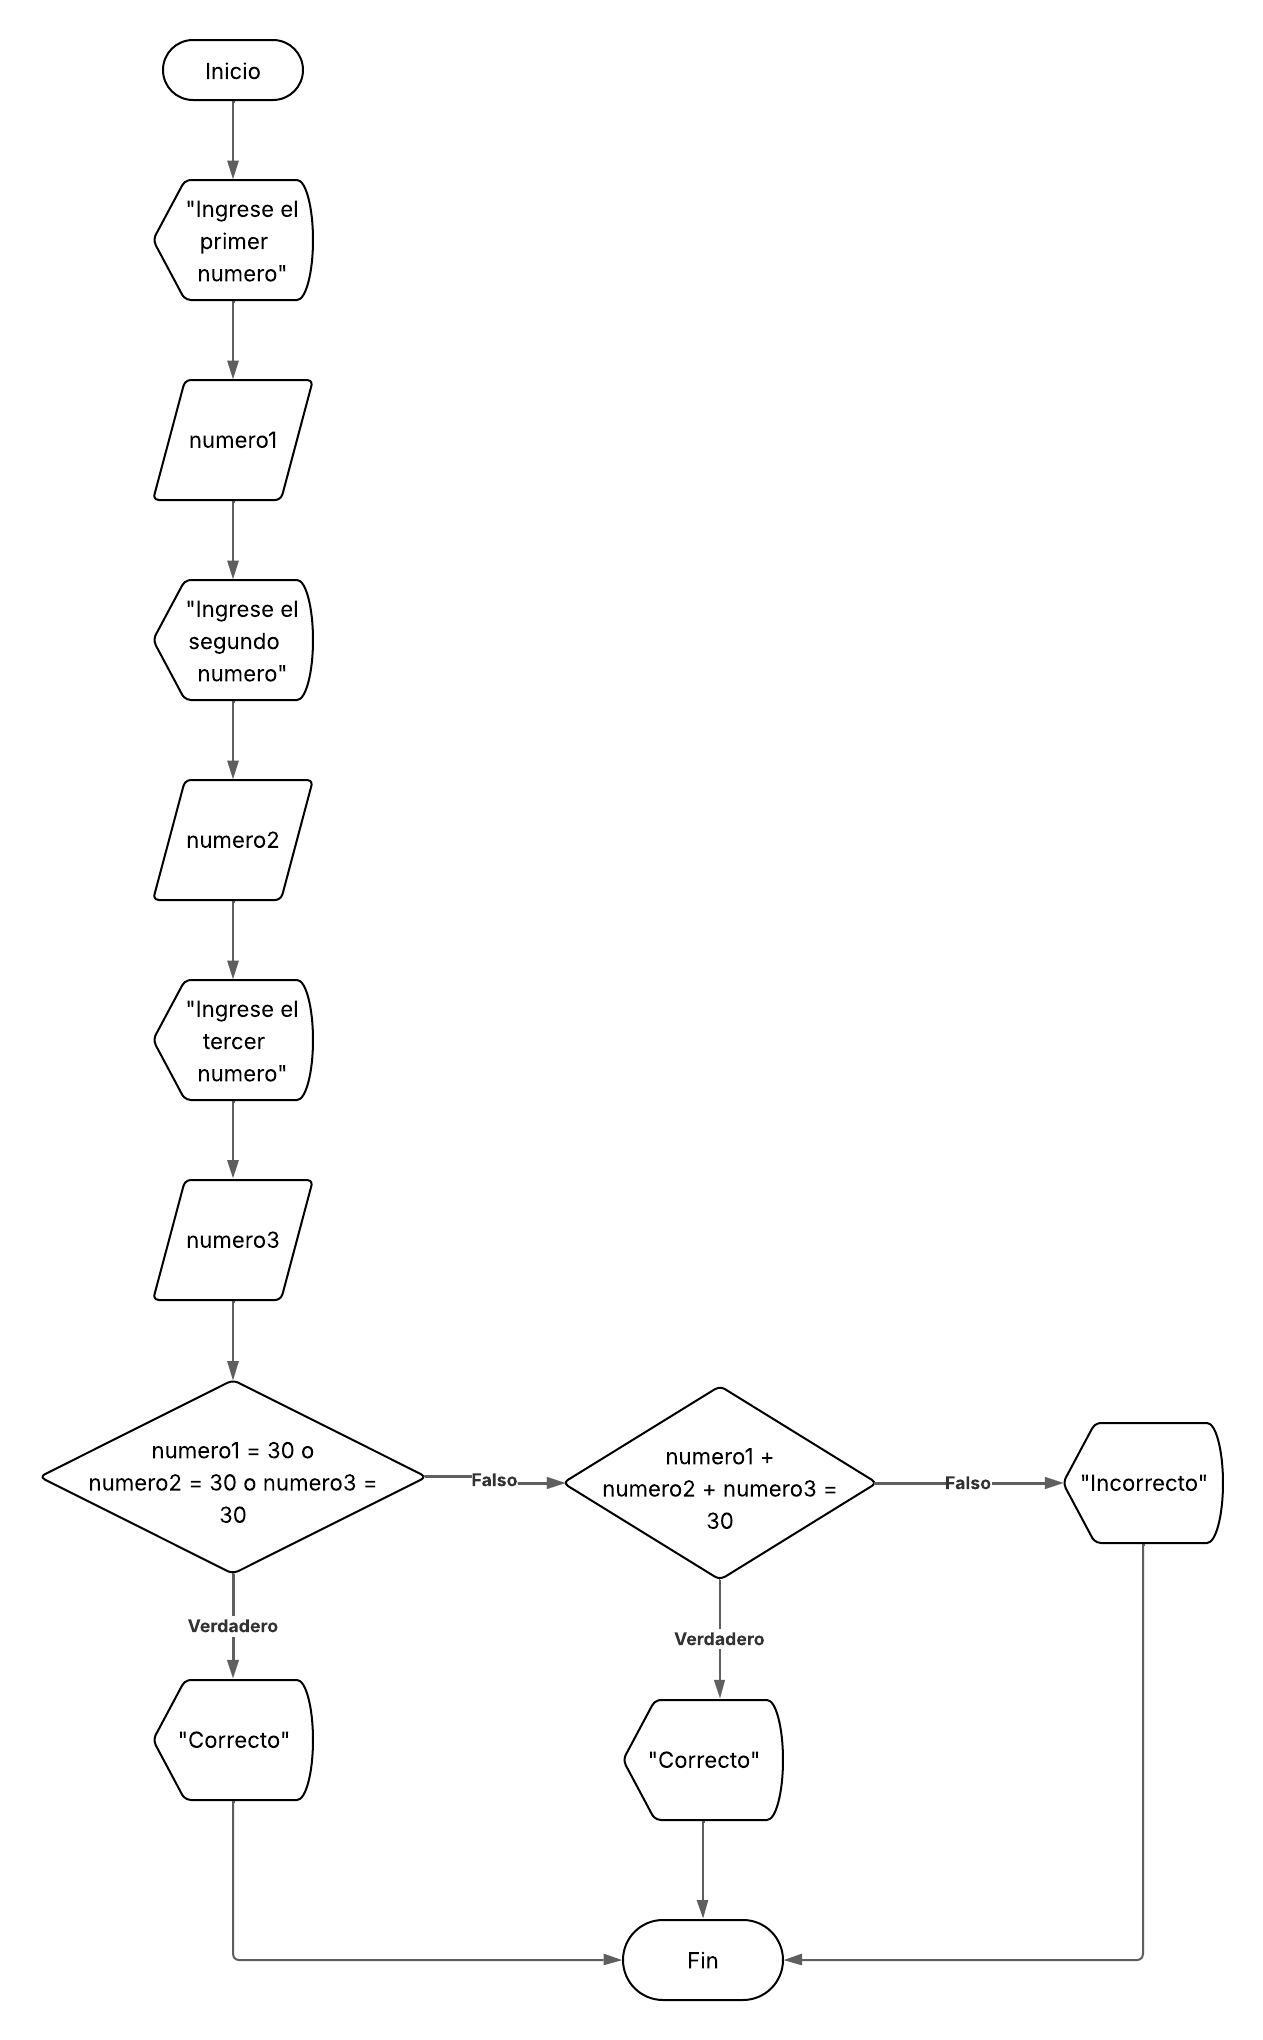 Inicio
"Ingrese el
primer
numero"
numero1
"Ingrese el
segundo
numero"
numero2
"Ingrese el
tercer
numero"
numero3
numero1 = 30 o
numero2 = 30 o numero3 =
30
Falso
numero1 +
numero2 + numero3 =
30
Falso
"Incorrecto"
Verdadero
Verdadero
"Correcto"
"Correcto"
Fin